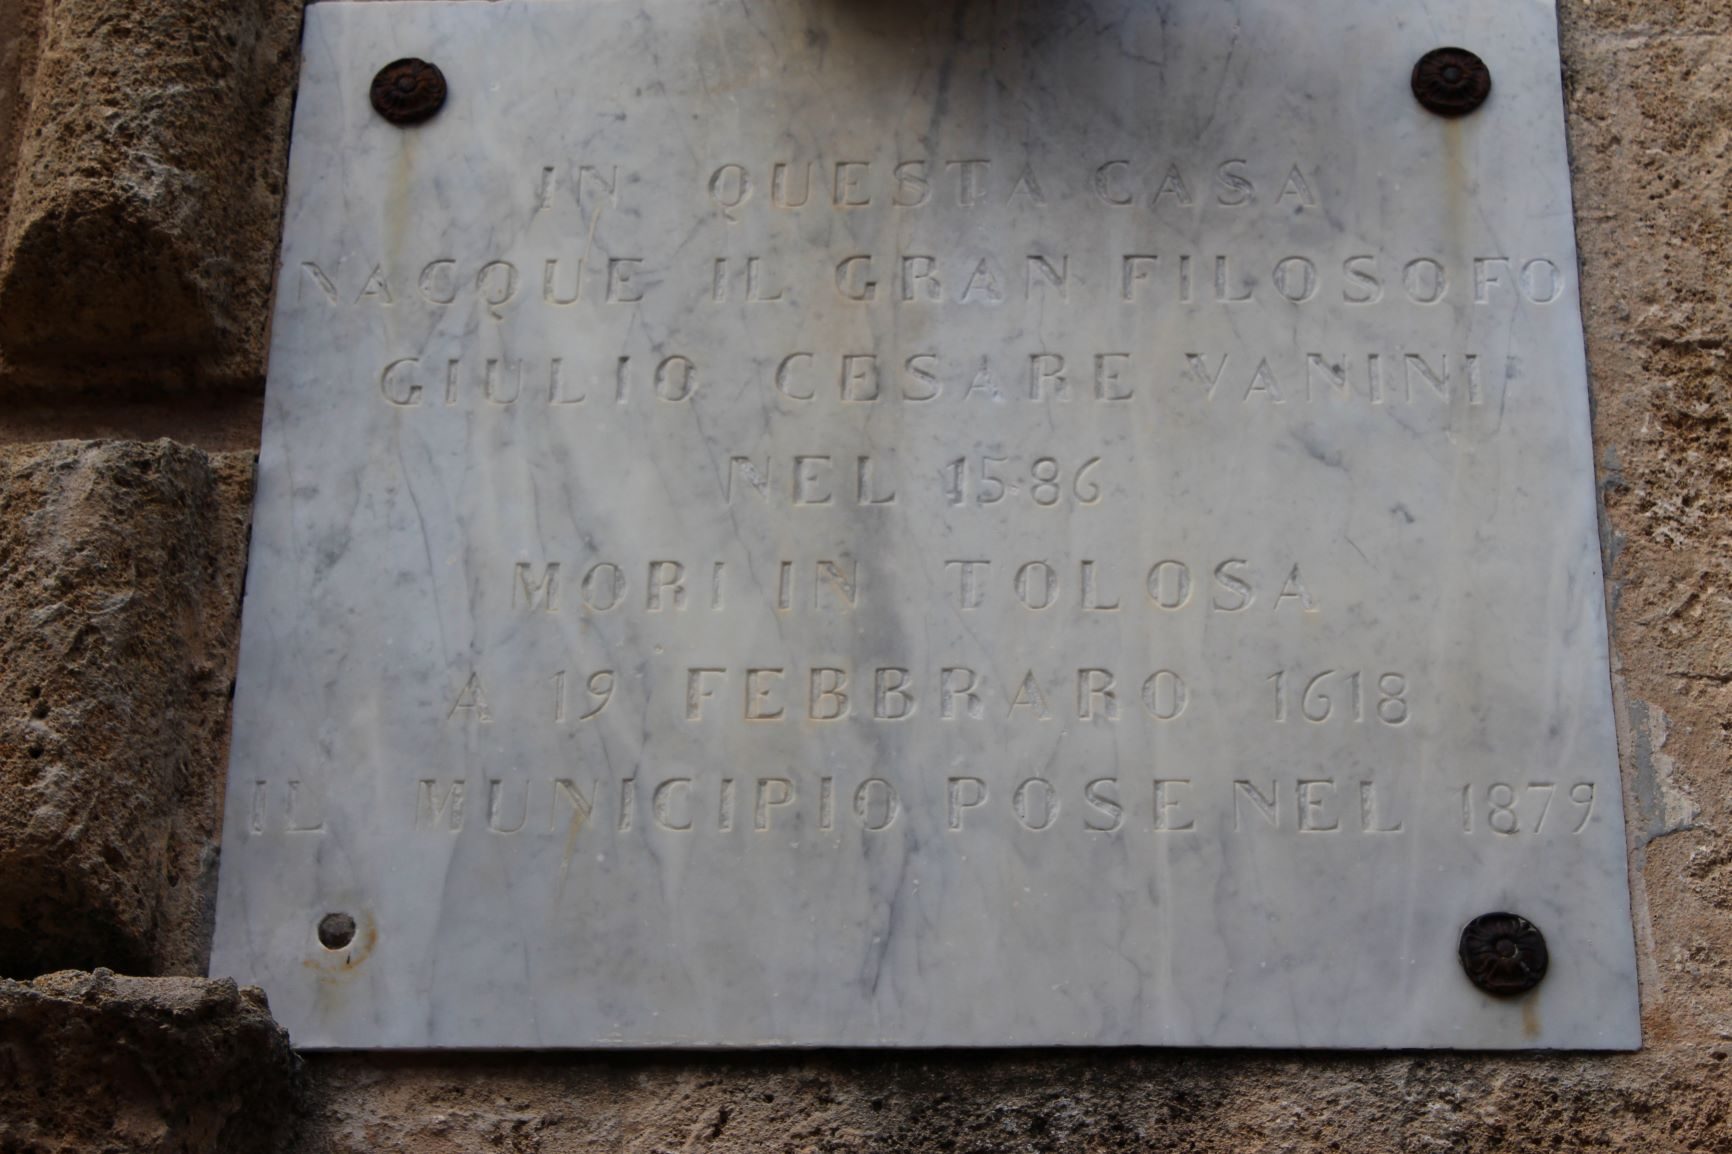 IN QUESTA CASA
NACQUE IL GRAN FILOSOFO
GIULIO CESARE VANINI
NEL 1586
MORI IN TOLOSA
A 19 FEBBRARO 1618
IL MUNICIPIO POSE NEL 1879